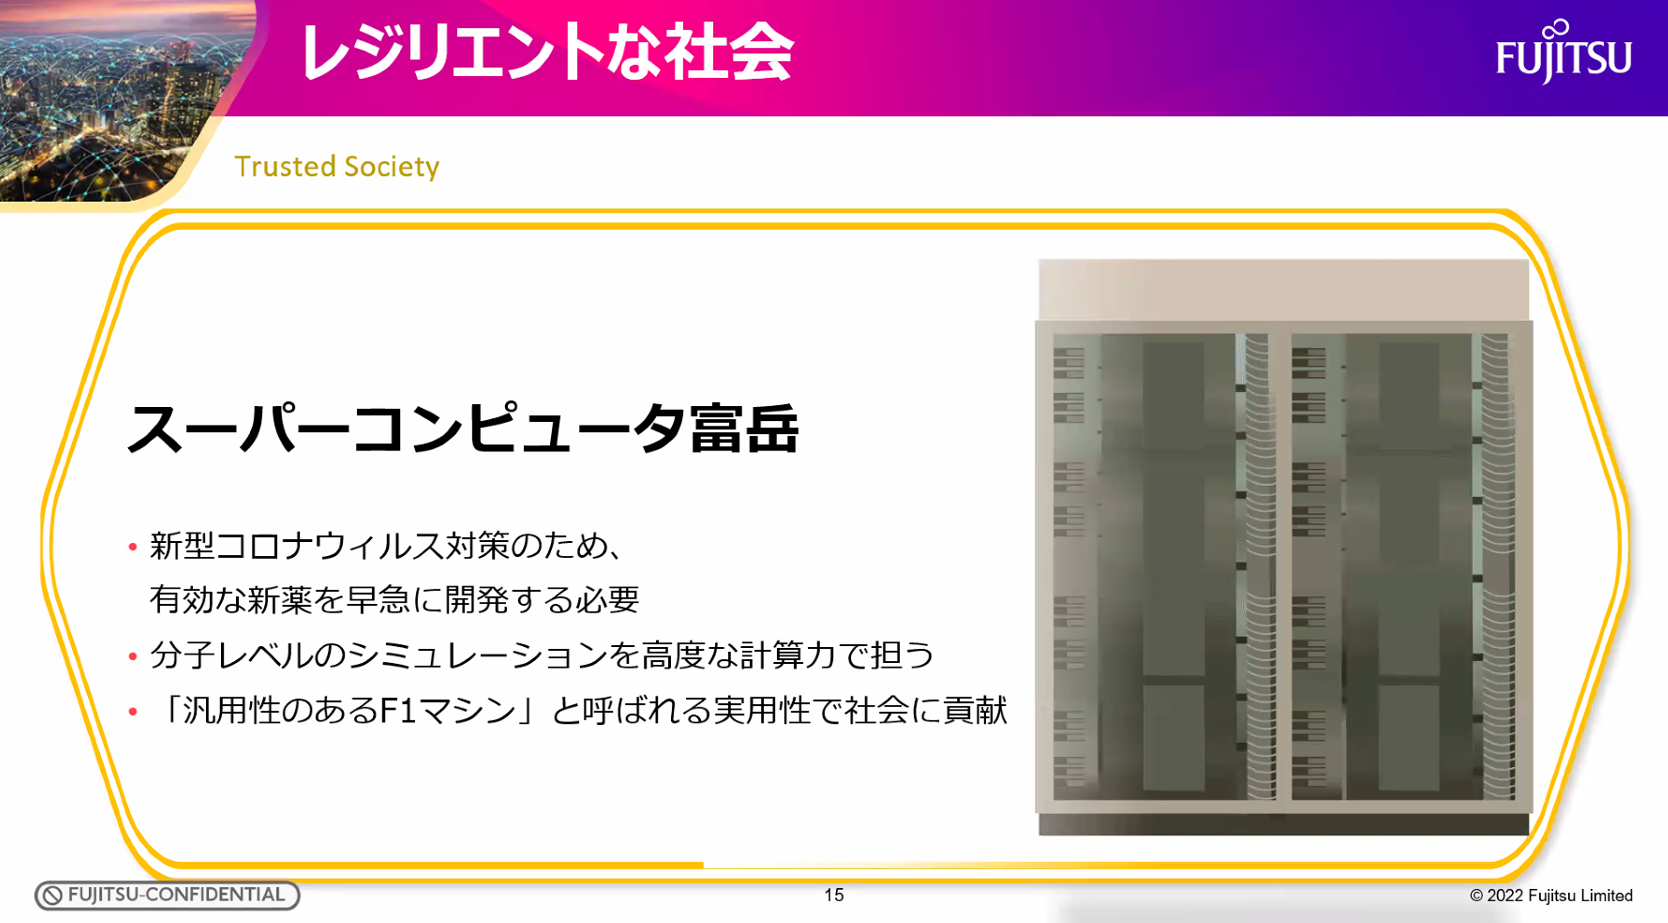 レジリエントな社会
FUJITSU
Trusted Society
スーパーコンピュータ富岳
• 新型コロナウィルス対策のため、
有効な新薬を早急に開発する必要
• 分子レベルのシミュレーションを高度な計算力で担う
• 「汎用性のあるF1マシン」と呼ばれる実用性で社会に貢献
FUJITSU-CONFIDENTIAL
15
© 2022 Fujitsu Limited